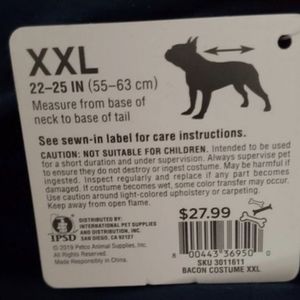 XXL
22-25 IN (55-63 cm)
Measure from base of
neck to base of tail
See sewn-in label for care instructions.
CAUTION: NOT SUITABLE FOR CHILDREN. Intended to be used
for a short duration and under supervision. Always supervise pet
to ensure they do not destroy or ingest costume. May be harmful if
ingested. Inspect regularly and replace if any part becomes
damaged. If costume becomes wet, some color transfer may occur.
Use caution around light-colored upholstery or carpeting.
Keep away from open flame.
IPSD
DISTRIBUTED BY:
INTERNATIONAL PET SUPPLIES
AND DISTRIBUTION, INC.
SAN DIEGO, CA 92127
© 2019 Petco Animal Supplies, Inc.
All Rights Reserved.
Made Responsibly in China.
$27.99
8 00443 36950 0
SKU 3011611
BACON COSTUME XXL